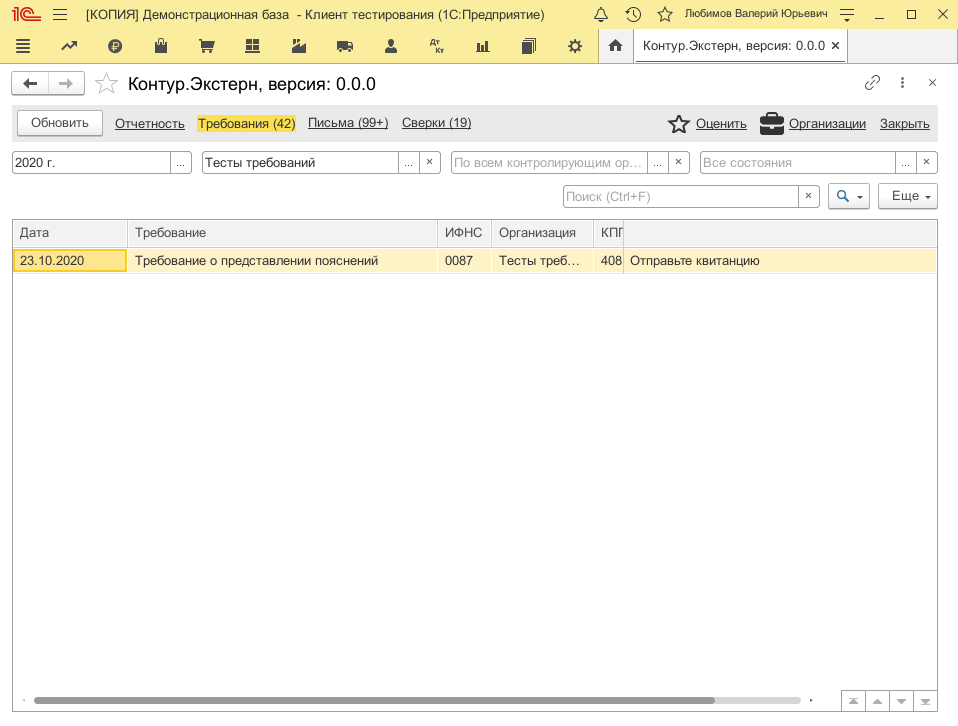 [КОПИЯ] Демонстрационная база - Клиент тестирования (1С:Предприятие)
Любимов Валерий Юрьевич
Дт Кт
Контур.Экстерн, версия: 0.0.0 ×
Контур.Экстерн, версия: 0.0.0
Обновить Отчетность Требования (42) Письма (99+) Сверки (19) Оценить Организации Закрыть
2020 г. ... Тесты требований ... × По всем контролирующим ор... ... × Все состояния ... ×
Поиск (Ctrl+F) × Еще
Дата Требование ИФНС Организация КПП
23.10.2020 Требование о представлении пояснений 0087 Тесты треб... 408 Отправьте квитанцию